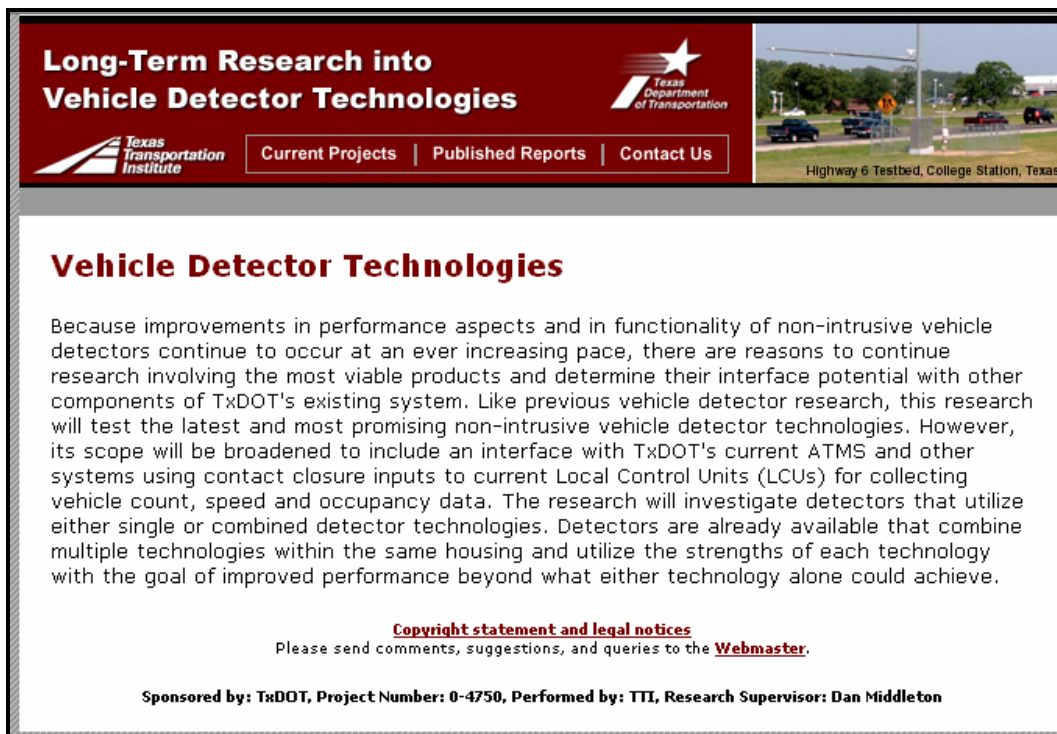 Long-Term Research into
Vehicle Detector Technologies
Texas
Department
of Transportation
Texas
Transportation
Institute
Current Projects | Published Reports | Contact Us
Highway 6 Testbed, College Station, Texas
Vehicle Detector Technologies
Because improvements in performance aspects and in functionality of non-intrusive vehicle
detectors continue to occur at an ever increasing pace, there are reasons to continue
research involving the most viable products and determine their interface potential with other
components of TxDOT's existing system. Like previous vehicle detector research, this research
will test the latest and most promising non-intrusive vehicle detector technologies. However,
its scope will be broadened to include an interface with TxDOT's current ATMS and other
systems using contact closure inputs to current Local Control Units (LCUs) for collecting
vehicle count, speed and occupancy data. The research will investigate detectors that utilize
either single or combined detector technologies. Detectors are already available that combine
multiple technologies within the same housing and utilize the strengths of each technology
with the goal of improved performance beyond what either technology alone could achieve.
Copyright statement and legal notices
Please send comments, suggestions, and queries to the Webmaster.
Sponsored by: TxDOT, Project Number: 0-4750, Performed by: TTI, Research Supervisor: Dan Middleton